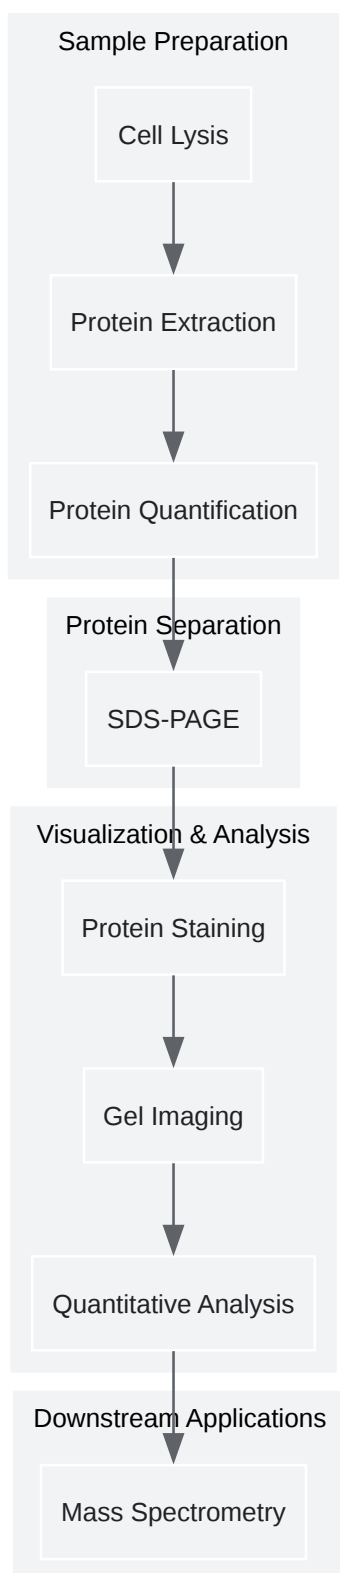 Sample Preparation
Cell Lysis
Protein Extraction
Protein Quantification
Protein Separation
SDS-PAGE
Visualization & Analysis
Protein Staining
Gel Imaging
Quantitative Analysis
Downstream Applications
Mass Spectrometry